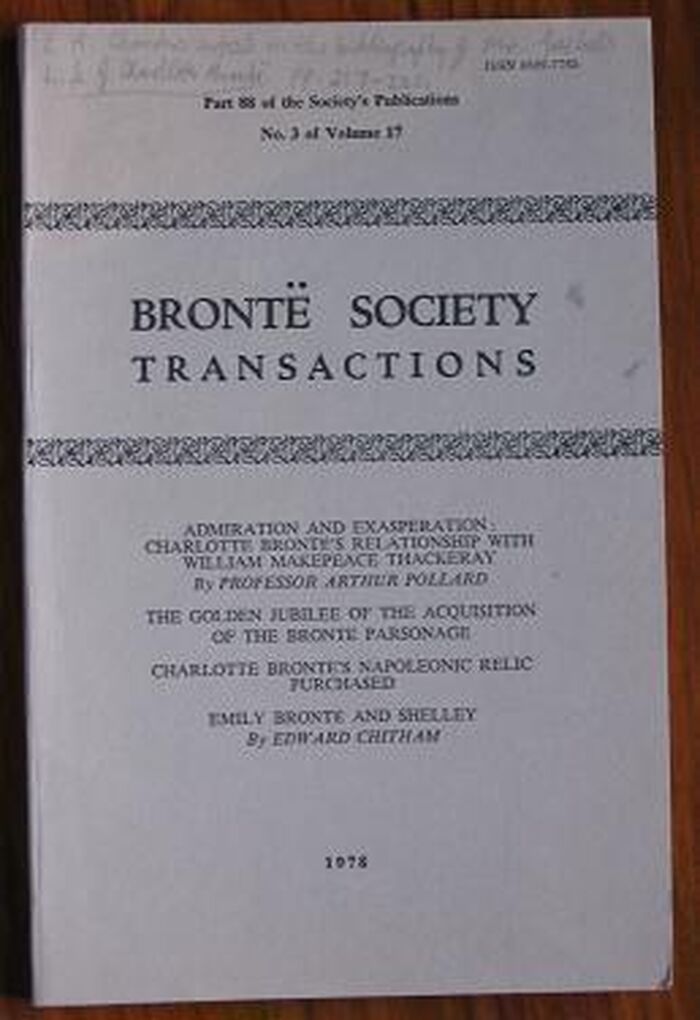 Part 88 of the Society's Publications
No. 3 of Volume 17
BRONTË SOCIETY
TRANSACTIONS
ADMIRATION AND EXASPERATION:
CHARLOTTE BRONTË'S RELATIONSHIP WITH
WILLIAM MAKEPEACE THACKERAY
By PROFESSOR ARTHUR POLLARD
THE GOLDEN JUBILEE OF THE ACQUISITION
OF THE BRONTË PARSONAGE
CHARLOTTE BRONTË'S NAPOLEONIC RELIC
PURCHASED
EMILY BRONTË AND SHELLEY
By EDWARD CHITHAM
1978